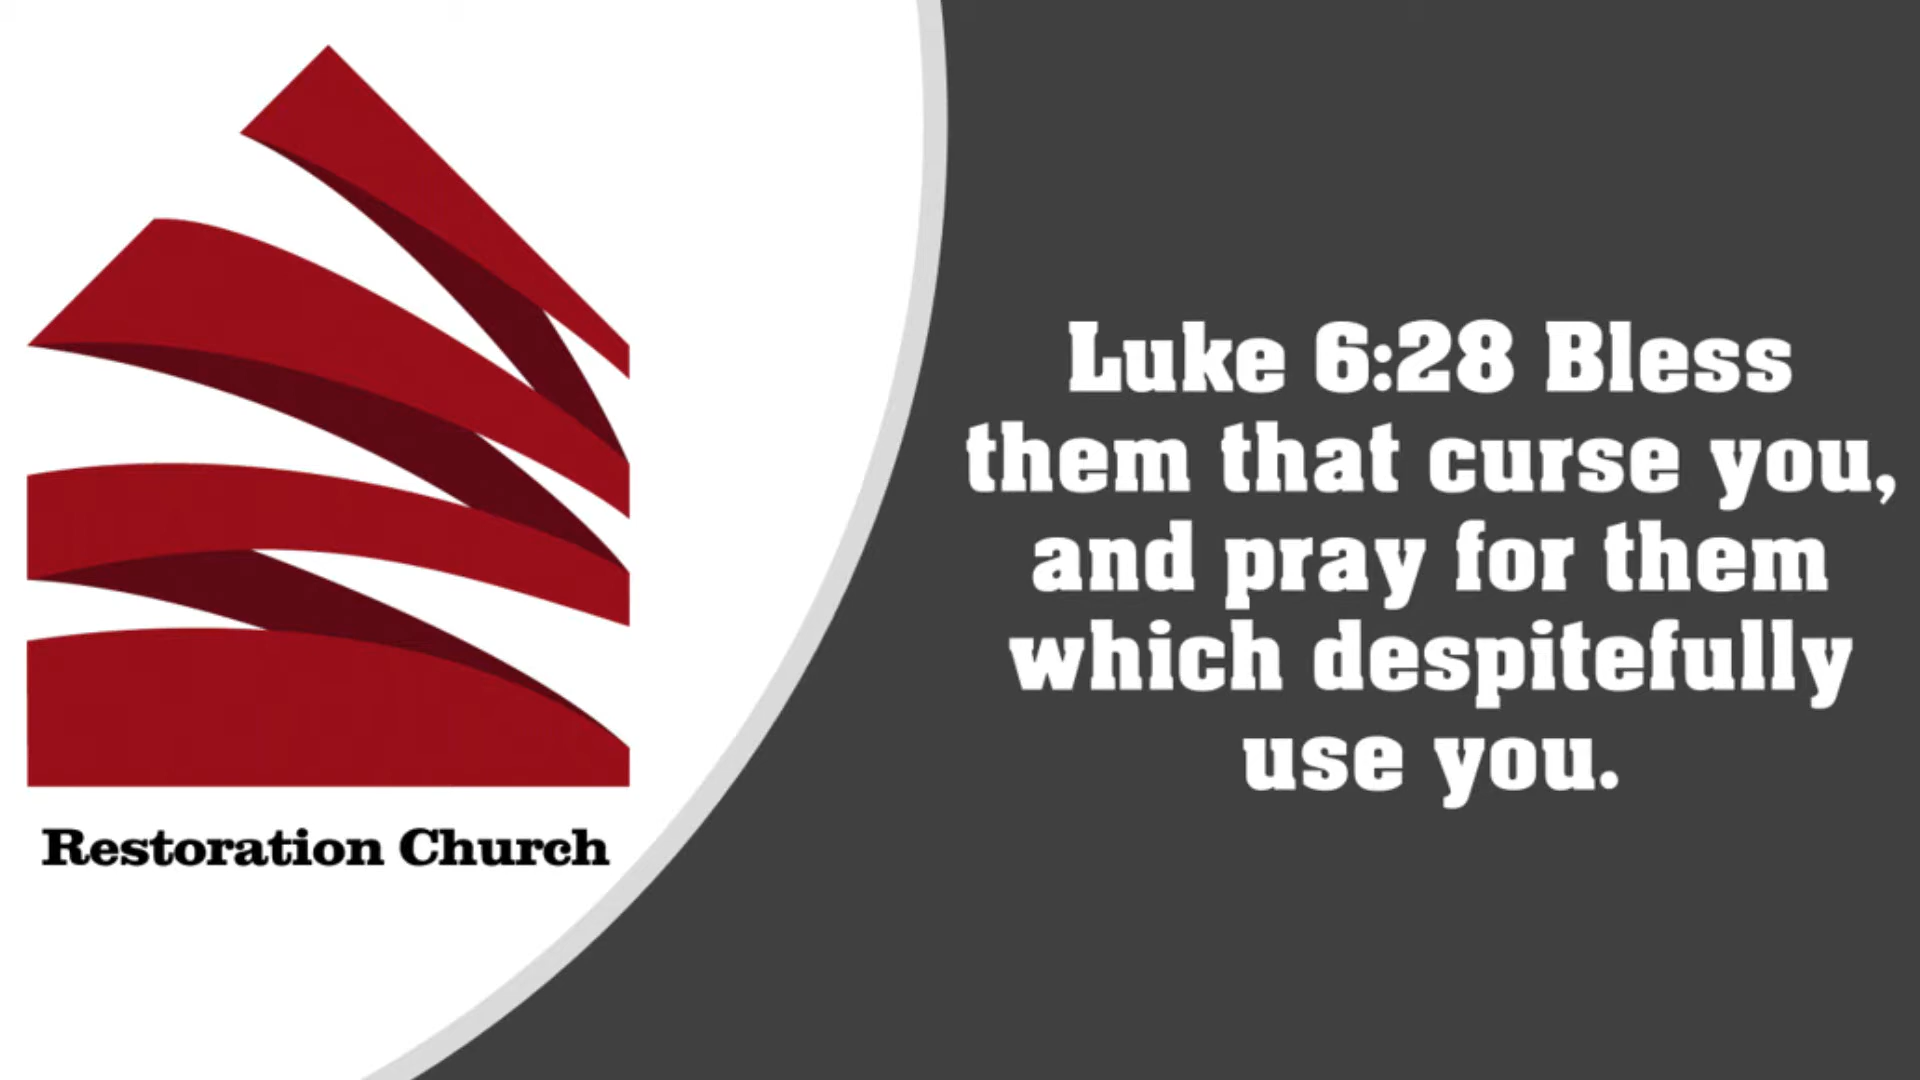 Restoration Church
Luke 6:28 Bless
them that curse you,
and pray for them
which despitefully
use you.